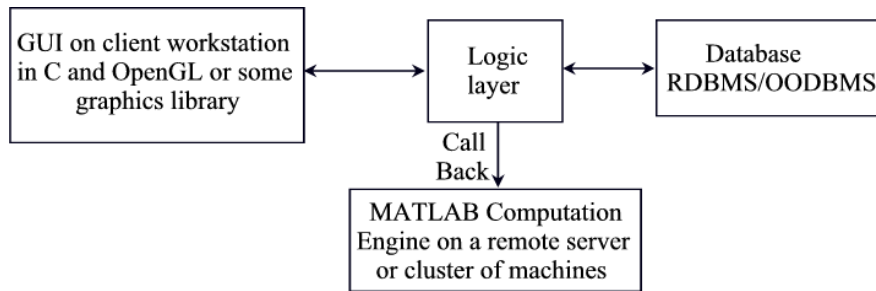 GUI on client workstation
in C and OpenGL or some
graphics library
Logic
layer
Database
RDBMS/OODBMS
Call
Back
MATLAB Computation
Engine on a remote server
or cluster of machines